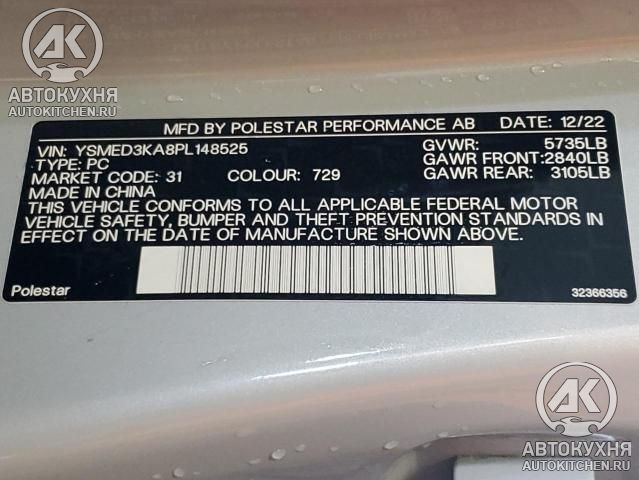 AK
АВТОКУХНЯ
AUTOKITCHEN.RU
MFD BY POLESTAR PERFORMANCE AB DATE: 12/22
VIN: YSMED3KA8PL148525 GVWR: 5735LB
TYPE: PC GAWR FRONT:2840LB
MARKET CODE: 31 COLOUR: 729 GAWR REAR: 3105LB
MADE IN CHINA
THIS VEHICLE CONFORMS TO ALL APPLICABLE FEDERAL MOTOR
VEHICLE SAFETY, BUMPER AND THEFT PREVENTION STANDARDS IN
EFFECT ON THE DATE OF MANUFACTURE SHOWN ABOVE.
Polestar 32366356
AK
АВТОКУХНЯ
AUTOKITCHEN.RU